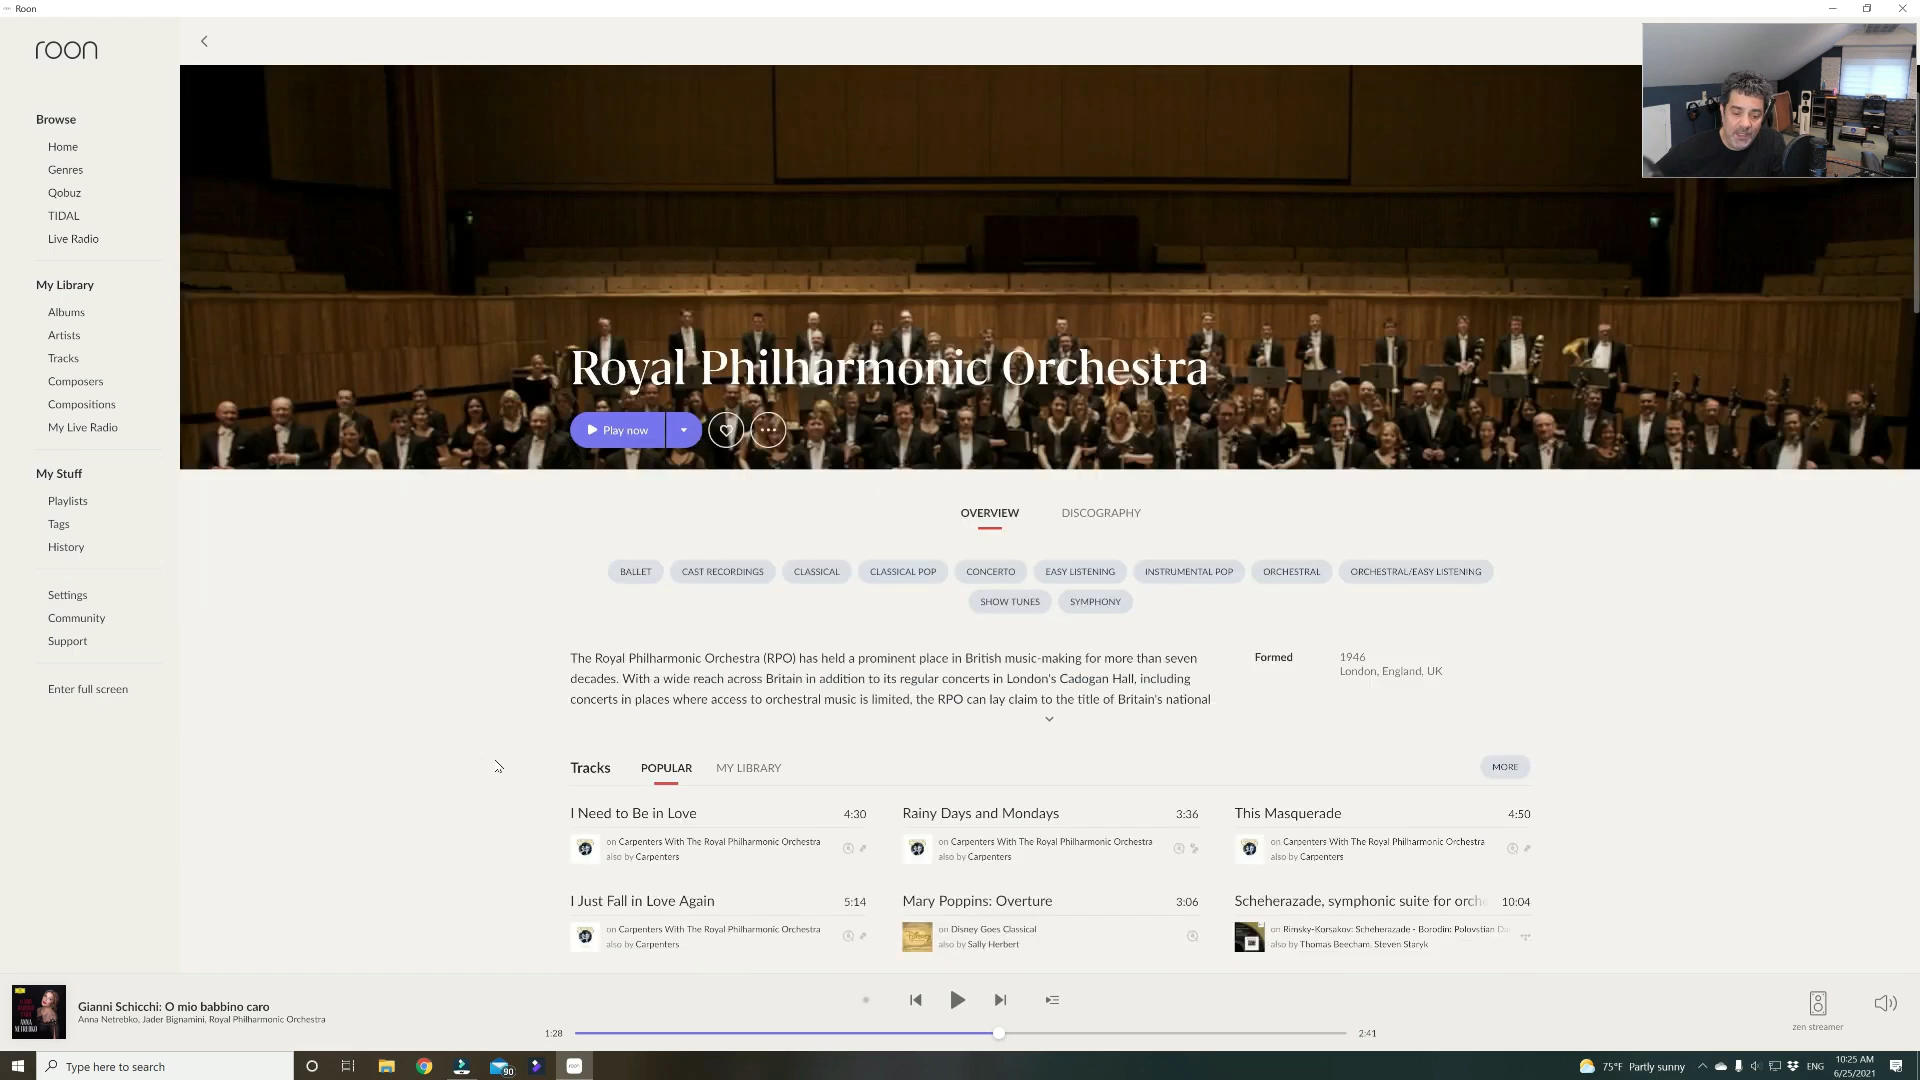 Roon
roon
Browse
Home
Genres
Qobuz
TIDAL
Live Radio
My Library
Albums
Artists
Tracks
Composers
Compositions
My Live Radio
My Stuff
Playlists
Tags
History
Settings
Community
Support
Enter full screen
Royal Philharmonic Orchestra
Play now
OVERVIEW DISCOGRAPHY
BALLET CAST RECORDINGS CLASSICAL CLASSICAL POP CONCERTO EASY LISTENING INSTRUMENTAL POP ORCHESTRAL ORCHESTRAL/EASY LISTENING
SHOW TUNES SYMPHONY
The Royal Philharmonic Orchestra (RPO) has held a prominent place in British music-making for more than seven
decades. With a wide reach across Britain in addition to its regular concerts in London's Cadogan Hall, including
concerts in places where access to orchestral music is limited, the RPO can lay claim to the title of Britain's national
Formed 1946
London, England, UK
Tracks POPULAR MY LIBRARY MORE
I Need to Be in Love 4:30
on Carpenters With The Royal Philharmonic Orchestra
also by Carpenters
Rainy Days and Mondays 3:36
on Carpenters With The Royal Philharmonic Orchestra
also by Carpenters
This Masquerade 4:50
on Carpenters With The Royal Philharmonic Orchestra
also by Carpenters
I Just Fall in Love Again 5:14
on Carpenters With The Royal Philharmonic Orchestra
also by Carpenters
Mary Poppins: Overture 3:06
on Disney Goes Classical
also by Sally Herbert
Scheherazade, symphonic suite for orche 10:04
on Rimsky-Korsakov: Scheherazade - Borodin: Polovstian Da
also by Thomas Beecham, Steven Staryk
Gianni Schicchi: O mio babbino caro
Anna Netrebko, Jader Bignamini, Royal Philharmonic Orchestra
1:28 2:41
zen streamer
Type here to search
90
75°F Partly sunny
ENG
10:25 AM
6/25/2021